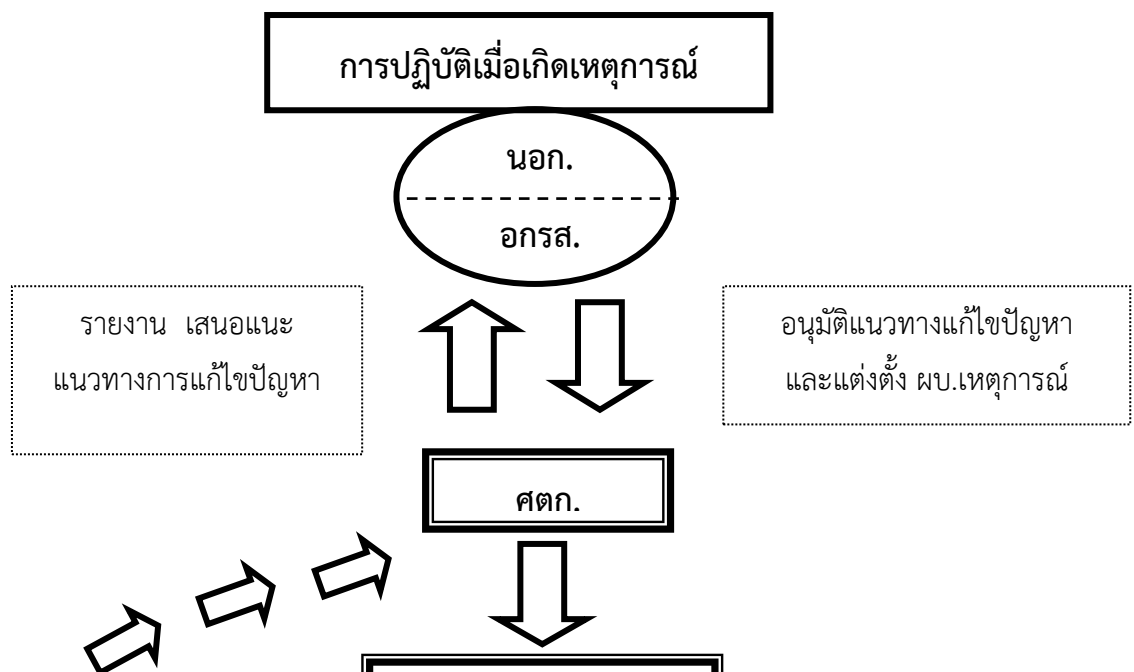 การปฏิบัติเมื่อเกิดเหตุการณ์
นอก.
อกรส.
รายงาน เสนอแนะ
แนวทางการแก้ไขปัญหา
อนุมัติแนวทางแก้ไขปัญหา
และแต่งตั้ง ผบ.เหตุการณ์
ศตก.